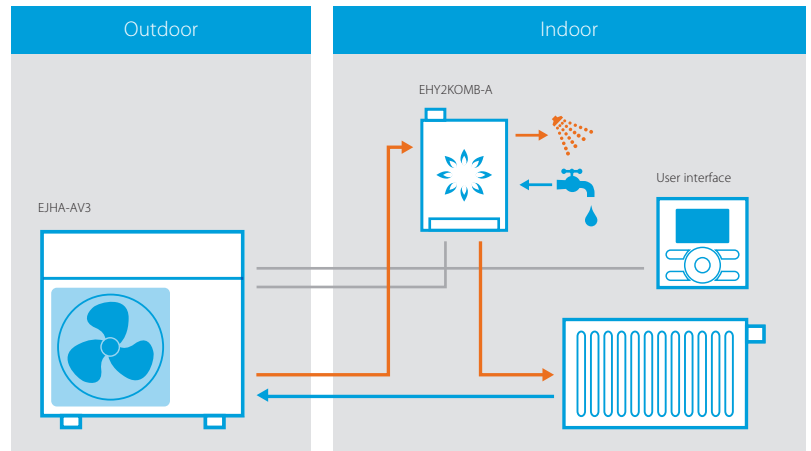 Outdoor
Indoor
EHY2KOMB-A
User interface
EJHA-AV3